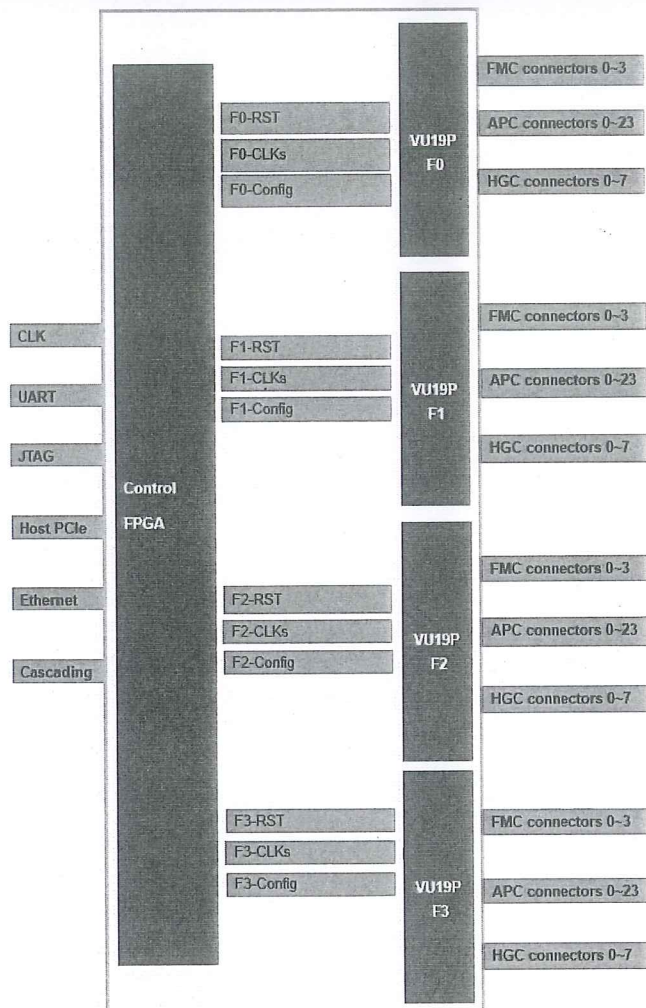 CLK
UART
JTAG
Host PCIe
Ethernet
Cascading
Control
FPGA
F0-RST
F0-CLKs
F0-Config
F1-RST
F1-CLKs
F1-Config
F2-RST
F2-CLKs
F2-Config
F3-RST
F3-CLKs
F3-Config
VU19P
F0
VU19P
F1
VU19P
F2
VU19P
F3
FMC connectors 0~3
APC connectors 0~23
HGC connectors 0~7
FMC connectors 0~3
APC connectors 0~23
HGC connectors 0~7
FMC connectors 0~3
APC connectors 0~23
HGC connectors 0~7
FMC connectors 0~3
APC connectors 0~23
HGC connectors 0~7